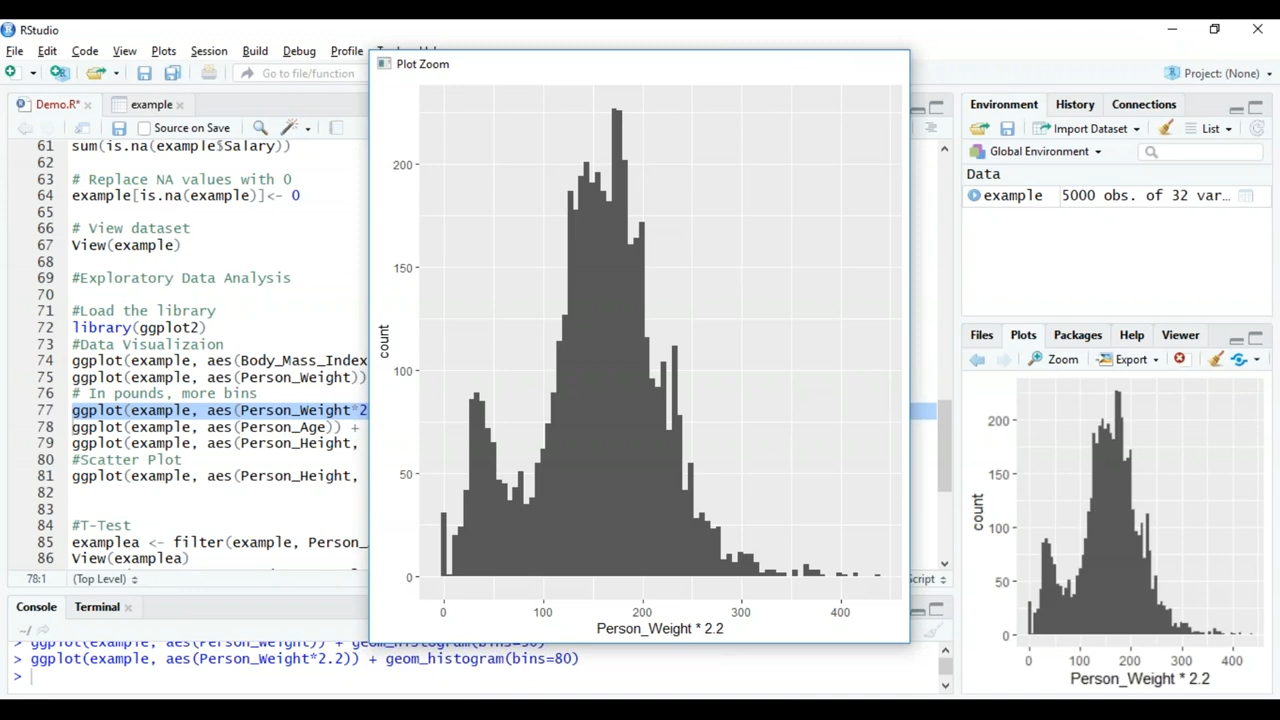 RStudio
File Edit Code View Plots Session Build Debug Profile
Go to file/function
Project: (None)
Demo.R* example
Source on Save
61 sum(is.na(example$Salary))
62
63 # Replace NA values with 0
64 example[is.na(example)]<- 0
65
66 # View dataset
67 View(example)
68
69 #Exploratory Data Analysis
70
71 #Load the library
72 library(ggplot2)
73 #Data Visualizaion
74 ggplot(example, aes(Body_Mass_Index
75 ggplot(example, aes(Person_Weight))
76 # In pounds, more bins
77 ggplot(example, aes(Person_Weight*2
78 ggplot(example, aes(Person_Age)) +
79 ggplot(example, aes(Person_Height,
80 #Scatter Plot
81 ggplot(example, aes(Person_Height,
82
83
84 #T-Test
85 examplea <- filter(example, Person_
86 View(examplea)
78:1 (Top Level)
cript
Console Terminal
~/
> ggplot(example, aes(Person_Weight)) + geom_histogram(bins=30)
> ggplot(example, aes(Person_Weight*2.2)) + geom_histogram(bins=80)
>
Plot Zoom
200
150
100
50
0
count
0 100 200 300 400
Person_Weight * 2.2
Environment History Connections
Import Dataset List
Global Environment
Data
example 5000 obs. of 32 var...
Files Plots Packages Help Viewer
Zoom Export
200
150
100
50
0
count
0 100 200 300 400
Person_Weight * 2.2